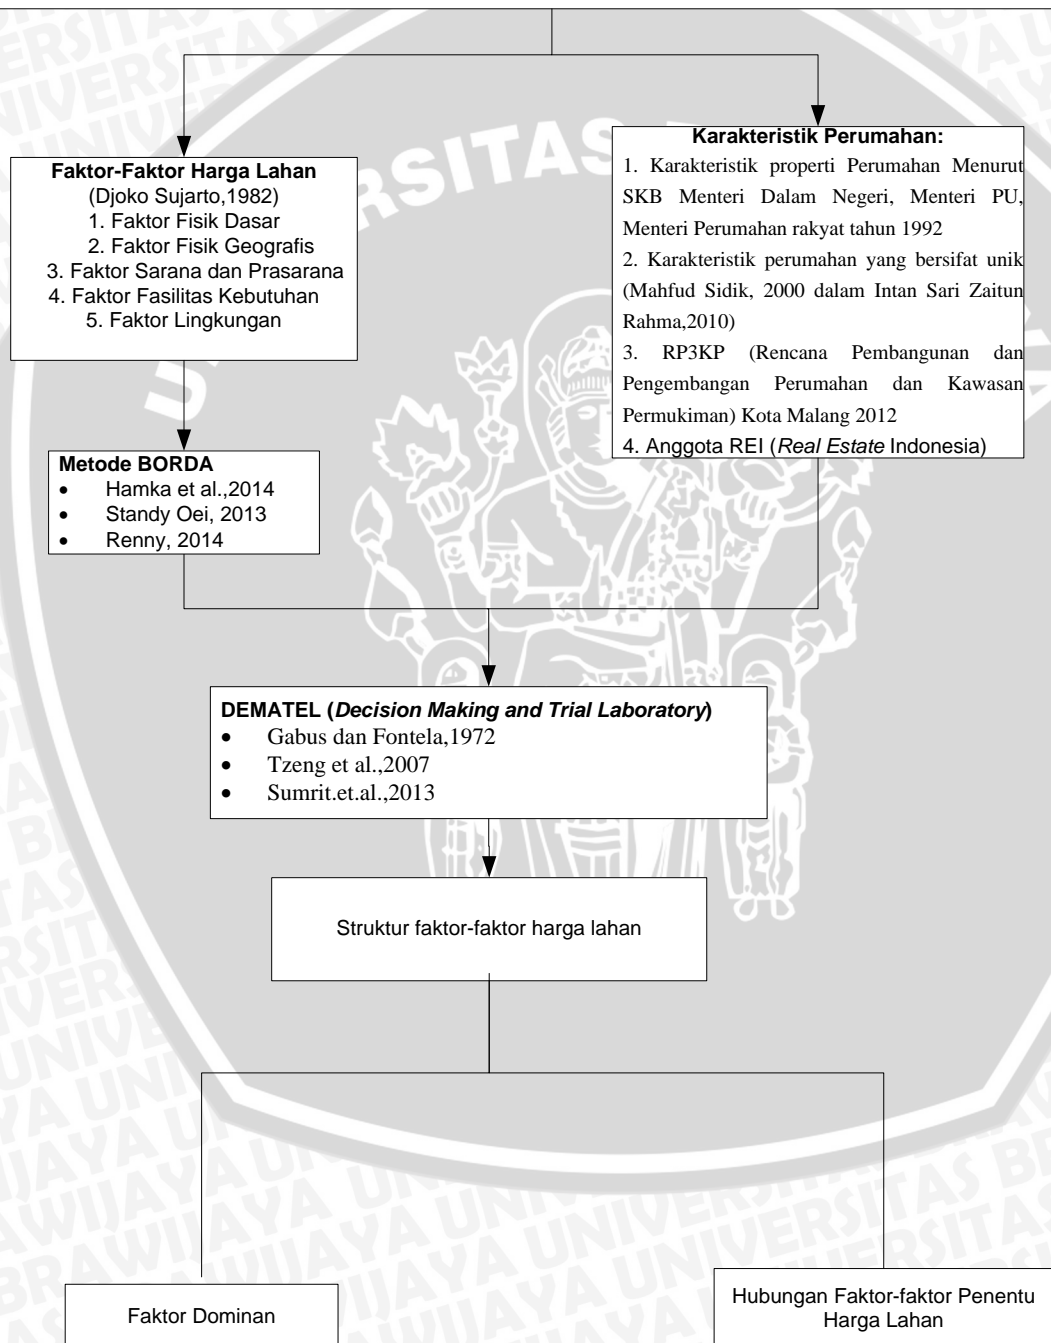 Faktor-Faktor Harga Lahan
(Djoko Sujarto,1982)
1. Faktor Fisik Dasar
2. Faktor Fisik Geografis
3. Faktor Sarana dan Prasarana
4. Faktor Fasilitas Kebutuhan
5. Faktor Lingkungan
Karakteristik Perumahan:
1. Karakteristik properti Perumahan Menurut
SKB Menteri Dalam Negeri, Menteri PU,
Menteri Perumahan rakyat tahun 1992
2. Karakteristik perumahan yang bersifat unik
(Mahfud Sidik, 2000 dalam Intan Sari Zaitun
Rahma,2010)
3. RP3KP (Rencana Pembangunan dan
Pengembangan Perumahan dan Kawasan
Permukiman) Kota Malang 2012
4. Anggota REI (Real Estate Indonesia)
Metode BORDA
• Hamka et al.,2014
• Standy Oei, 2013
• Renny, 2014
DEMATEL (Decision Making and Trial Laboratory)
• Gabus dan Fontela,1972
• Tzeng et al.,2007
• Sumrit.et.al.,2013
Struktur faktor-faktor harga lahan
Faktor Dominan
Hubungan Faktor-faktor Penentu
Harga Lahan